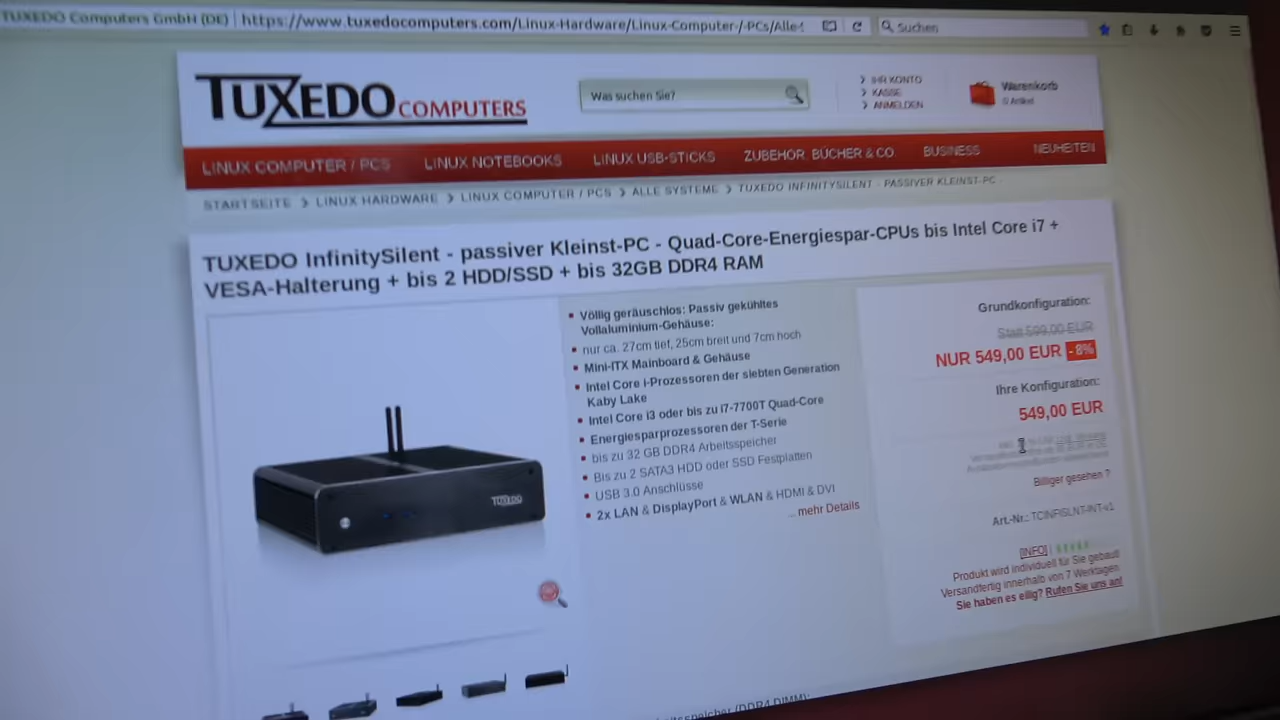 TUXEDO Computers GmbH (DE)
https://www.tuxedocomputers.com/Linux-Hardware/Linux-Computer-/-PCs/Alle-S
Suchen
TUXEDO COMPUTERS
Was suchen Sie?
IHR KONTO
KASSE
ANMELDEN
Warenkorb
0 Artikel
LINUX COMPUTER / PCS LINUX NOTEBOOKS LINUX USB-STICKS ZUBEHÖR, BÜCHER & CO. BUSINESS NEUHEITEN
STARTSEITE > LINUX HARDWARE > LINUX COMPUTER / PCS > ALLE SYSTEME > TUXEDO INFINITYSILENT - PASSIVER KLEINST-PC -
TUXEDO InfinitySilent - passiver Kleinst-PC - Quad-Core-Energiespar-CPUs bis Intel Core i7 +
VESA-Halterung + bis 2 HDD/SSD + bis 32GB DDR4 RAM
Völlig geräuschlos: Passiv gekühltes
Vollaluminium-Gehäuse:
nur ca. 27cm tief, 25cm breit und 7cm hoch
Mini-ITX Mainboard & Gehäuse
Intel Core i-Prozessoren der siebten Generation
Kaby Lake
Intel Core i3 oder bis zu i7-7700T Quad-Core
Energiesparprozessoren der T-Serie
bis zu 32 GB DDR4 Arbeitsspeicher
Bis zu 2 SATA3 HDD oder SSD Festplatten
USB 3.0 Anschlüsse
2x LAN & DisplayPort & WLAN & HDMI & DVI
... mehr Details
TUXEDO
Grundkonfiguration:
Statt 599,00 EUR
NUR 549,00 EUR - 8%
Ihre Konfiguration:
549,00 EUR
Billiger gesehen ?
Art.-Nr.: TCINFISLNT-INT-v1
[INFO] |
Produkt wird individuell für Sie gebaut!
Versandfertig innerhalb von 7 Werktagen
Sie haben es eilig? Rufen Sie uns an!
(DDR4 DIMM):